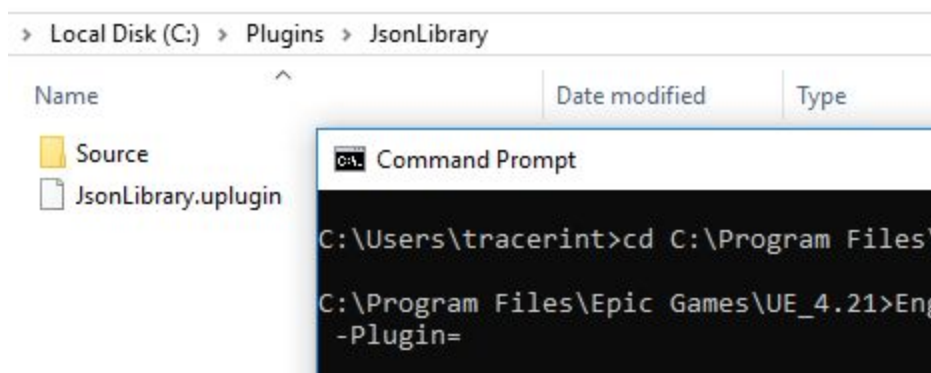 > Local Disk (C:) > Plugins > JsonLibrary
Name Date modified Type
Source
JsonLibrary.uplugin
Command Prompt
C:\Users\tracerint>cd C:\Program Files\
C:\Program Files\Epic Games\UE_4.21>Eng
-Plugin=